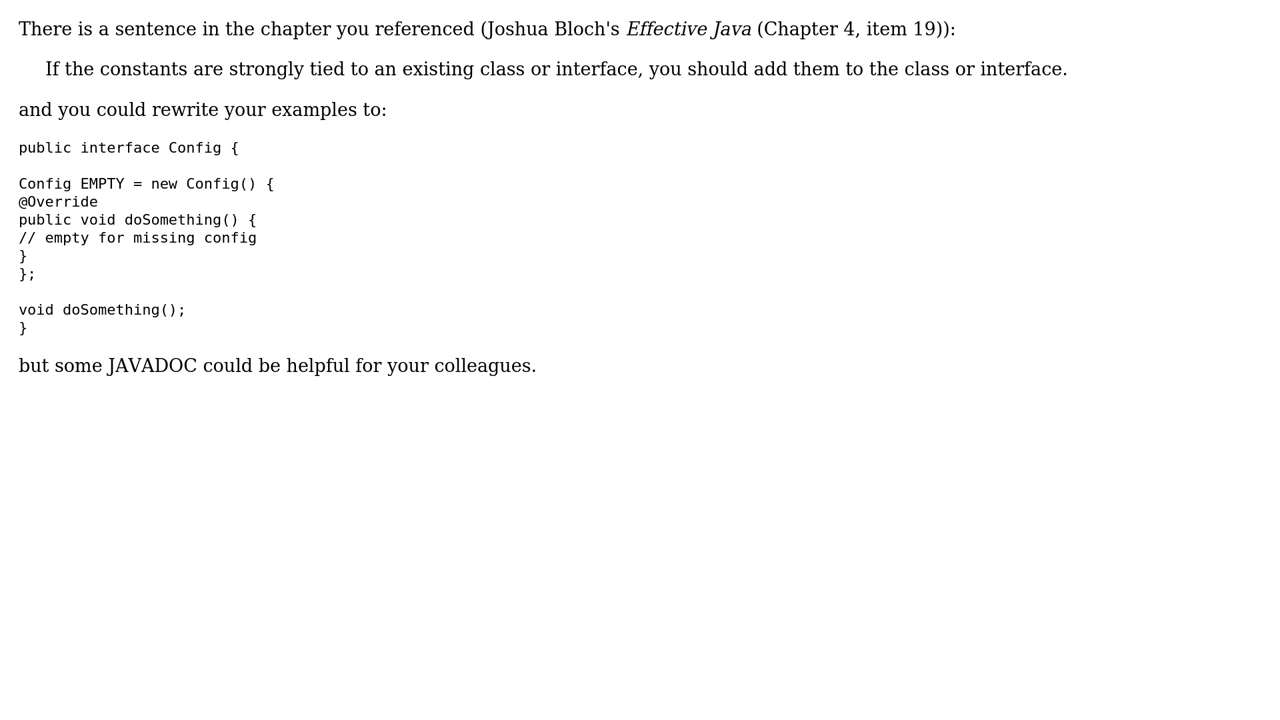 There is a sentence in the chapter you referenced (Joshua Bloch's Effective Java (Chapter 4, item 19)):
If the constants are strongly tied to an existing class or interface, you should add them to the class or interface.
and you could rewrite your examples to:
public interface Config {
Config EMPTY = new Config() {
@Override
public void doSomething() {
// empty for missing config
}
};
void doSomething();
}
but some JAVADOC could be helpful for your colleagues.